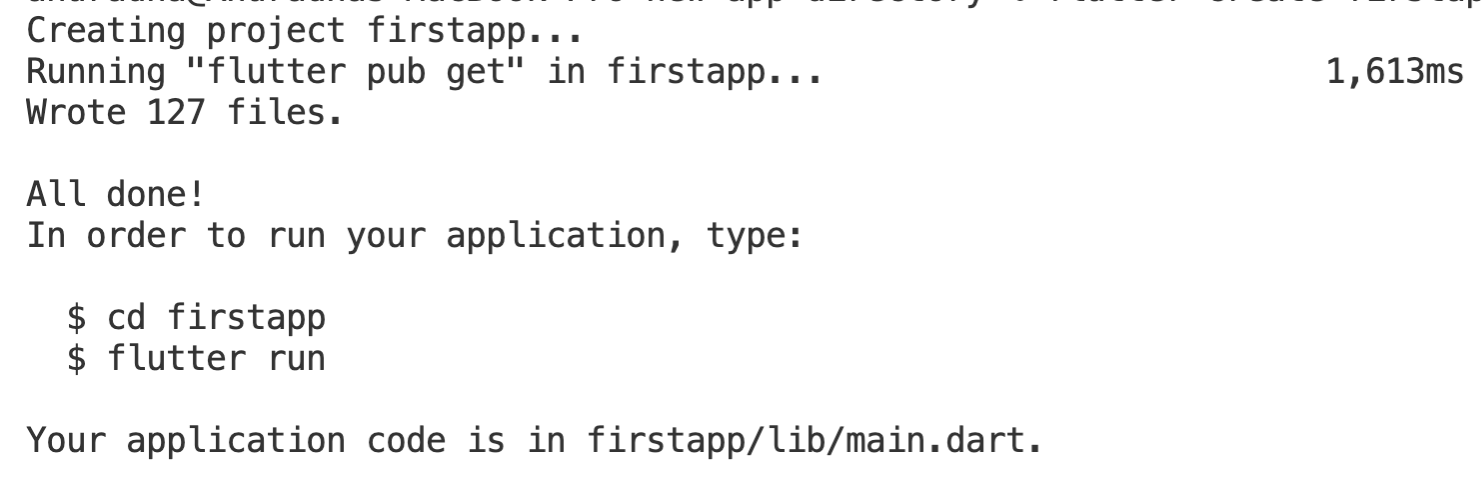 Creating project firstapp...
Running "flutter pub get" in firstapp... 1,613ms
Wrote 127 files.
All done!
In order to run your application, type:
$ cd firstapp
$ flutter run
Your application code is in firstapp/lib/main.dart.